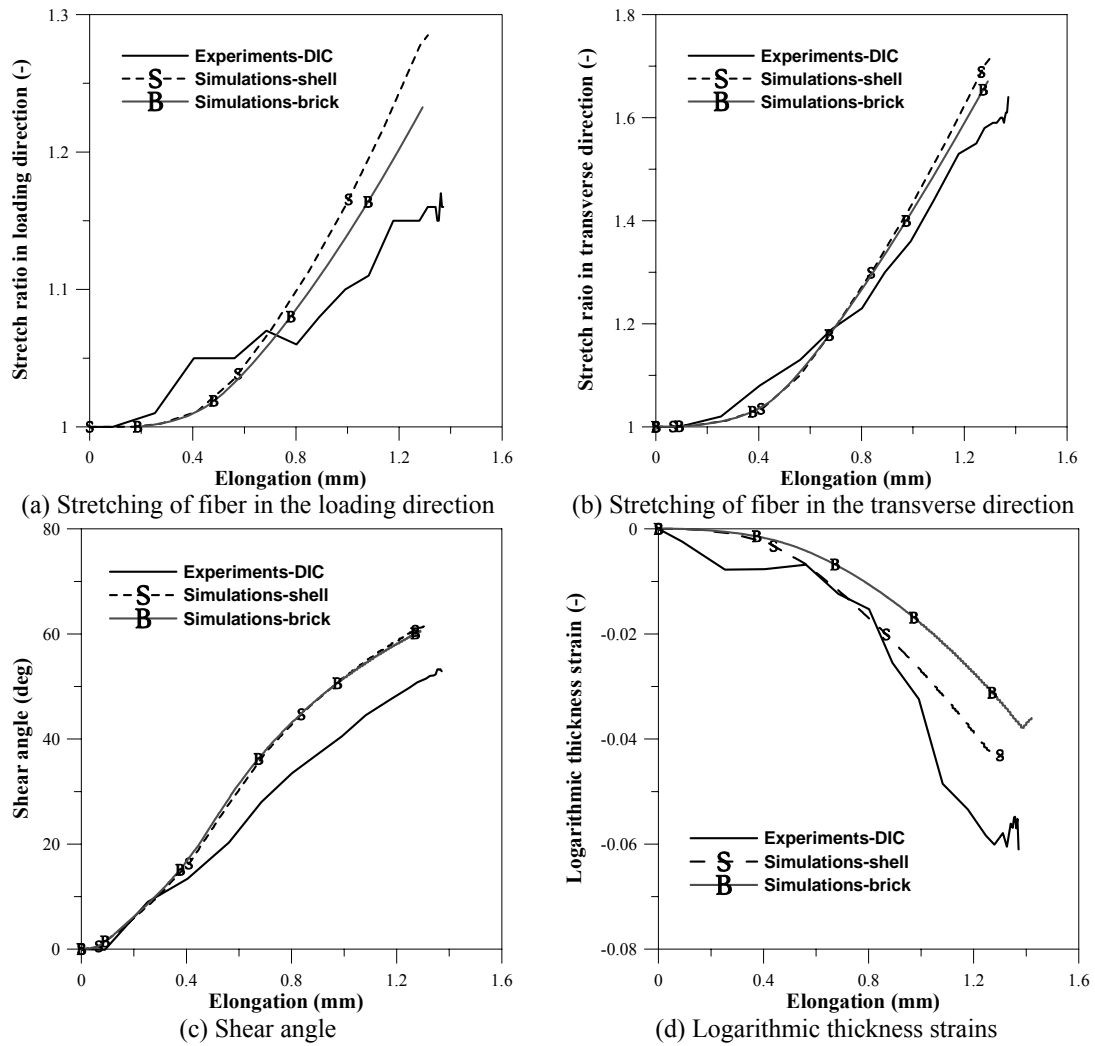 1.3
Experiments-DIC
S Simulations-shell
B Simulations-brick
1.2
1.1
1
Stretch ratio in loading direction (-)
S B S B S B B S
0 0.4 0.8 1.2 1.6
Elongation (mm)
(a) Stretching of fiber in the loading direction
1.8
Experiments-DIC
S Simulations-shell
B Simulations-brick
1.6
1.4
1.2
1
Stretch raio in transverse direction (-)
B S B B S B S B S B
0 0.4 0.8 1.2 1.6
Elongation (mm)
(b) Stretching of fiber in the transverse direction
80
Experiments-DIC
S Simulations-shell
B Simulations-brick
60
40
20
0
Shear angle (deg)
B S B B S B S B S B
0 0.4 0.8 1.2 1.6
Elongation (mm)
(c) Shear angle
0
-0.02
-0.04
-0.06
-0.08
Logarithmic thickness strain (-)
B B S B S B B S
Experiments-DIC
S Simulations-shell
B Simulations-brick
0 0.4 0.8 1.2 1.6
Elongation (mm)
(d) Logarithmic thickness strains